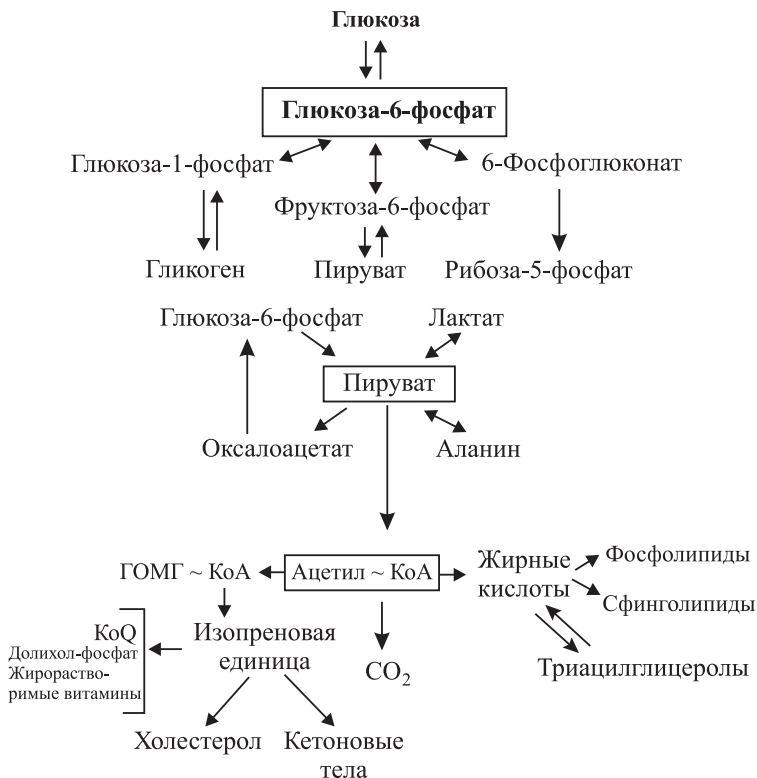 Глюкоза
Глюкоза-6-фосфат
Глюкоза-1-фосфат
6-Фосфоглюконат
Фруктоза-6-фосфат
Гликоген
Пируват
Рибоза-5-фосфат
Глюкоза-6-фосфат
Лактат
Пируват
Оксалоацетат
Аланин
ГОМГ ~ КоА
Ацетил ~ КоА
Жирные
кислоты
Фосфолипиды
Сфинголипиды
Триацилглицеролы
КоQ
Долихол-фосфат
Жирораство-
римые витамины
Изопреновая
единица
CO₂
Холестерол
Кетоновые
тела